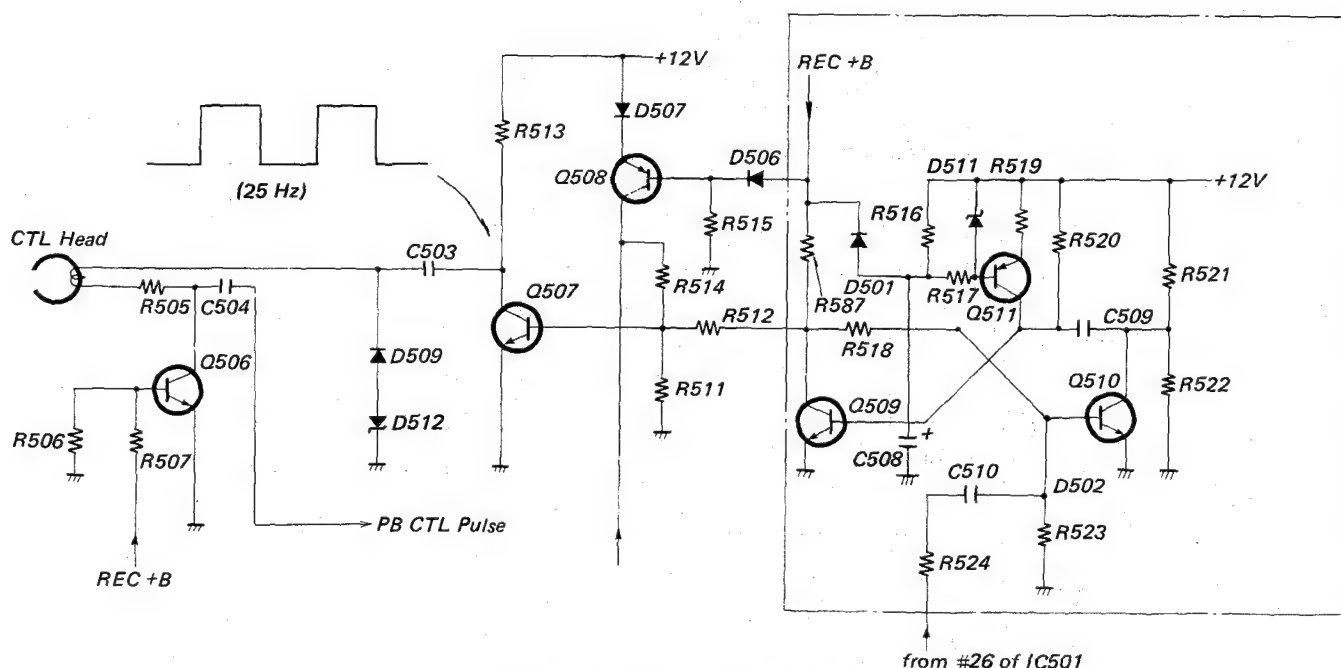 +12V
REC +B
D507
R513
D506
D511 R519
Q508
+12V
(25 Hz)
R516
R515
R520
CTL Head
C503
R521
R514
D501
R517
R587
Q507
Q511
C509
R505
C504
R512
R518
D509
Q510
Q506
R511
R522
Q509
D512
R506
R507
C508
+
C510
D502
PB CTL Pulse
R523
R524
REC +B
from #26 of IC501